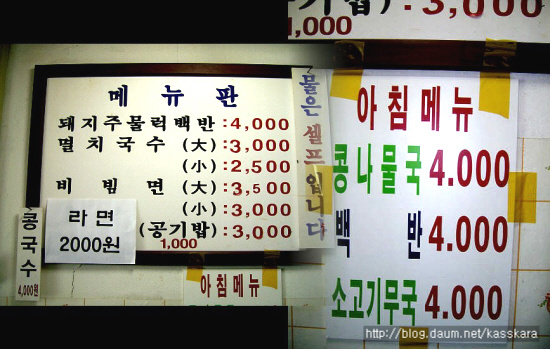 메 뉴 판
돼지주물럭백반:4,000
멸치국수 (大):3,000
(小):2,500
비 빔 면 (大):3,500
(小):3,000
(공기밥):3,000
1,000
라 면
2000원
콩국수
4,000원
물은 셀프입니다
아침메뉴
:3,000
1,000
아침메뉴
콩나물국 4.000
백 반 4.000
소고기무국 4.000
http://blog.daum.net/kasskara